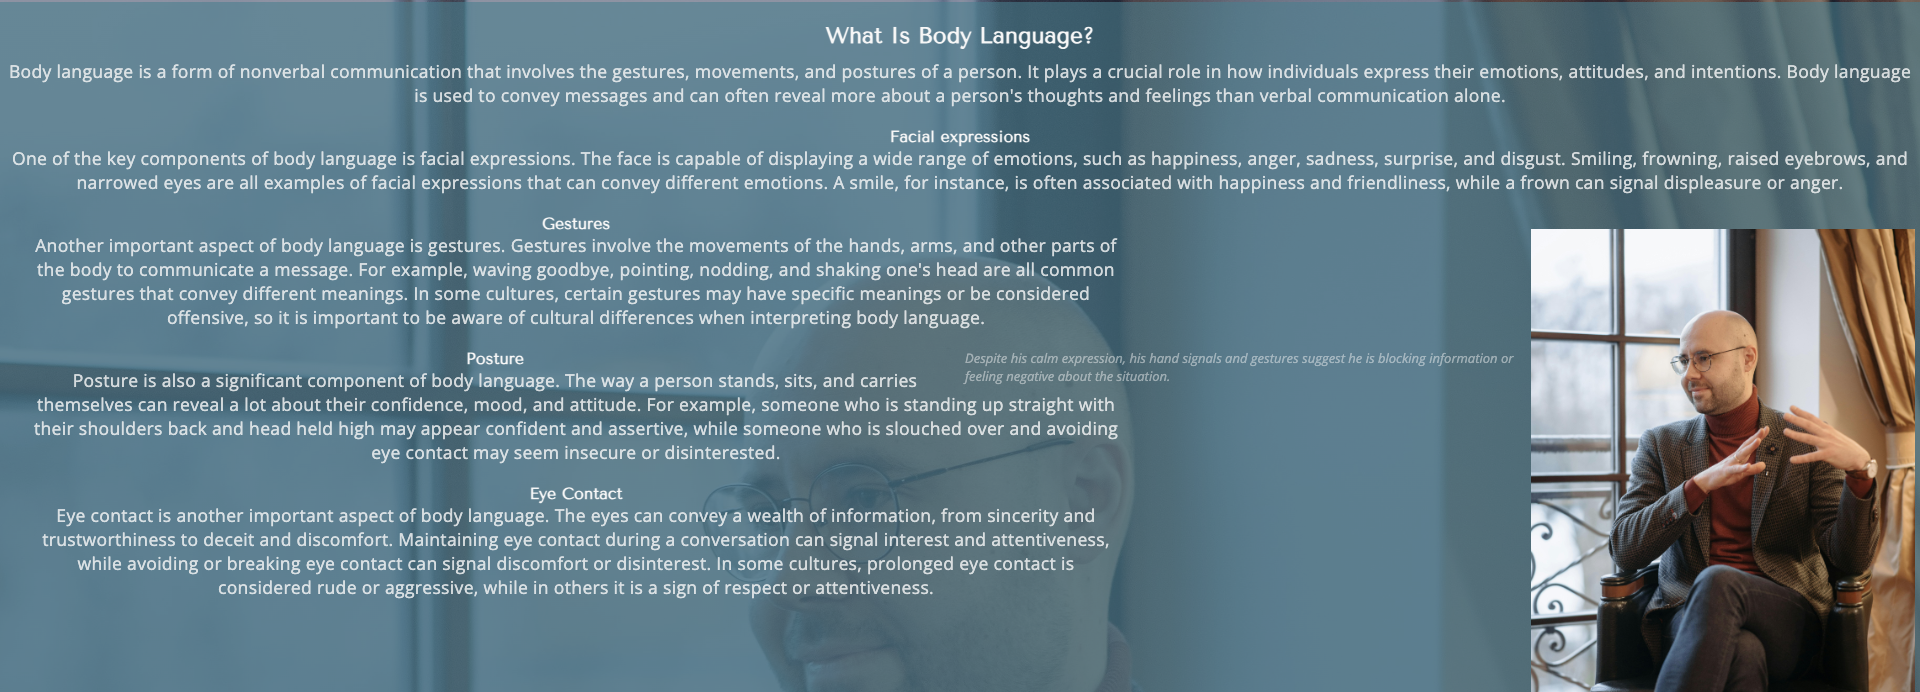 What Is Body Language?
Body language is a form of nonverbal communication that involves the gestures, movements, and postures of a person. It plays a crucial role in how individuals express their emotions, attitudes, and intentions. Body language
is used to convey messages and can often reveal more about a person's thoughts and feelings than verbal communication alone.
Facial expressions
One of the key components of body language is facial expressions. The face is capable of displaying a wide range of emotions, such as happiness, anger, sadness, surprise, and disgust. Smiling, frowning, raised eyebrows, and
narrowed eyes are all examples of facial expressions that can convey different emotions. A smile, for instance, is often associated with happiness and friendliness, while a frown can signal displeasure or anger.
Gestures
Another important aspect of body language is gestures. Gestures involve the movements of the hands, arms, and other parts of
the body to communicate a message. For example, waving goodbye, pointing, nodding, and shaking one's head are all common
gestures that convey different meanings. In some cultures, certain gestures may have specific meanings or be considered
offensive, so it is important to be aware of cultural differences when interpreting body language.
Posture
Posture is also a significant component of body language. The way a person stands, sits, and carries
themselves can reveal a lot about their confidence, mood, and attitude. For example, someone who is standing up straight with
their shoulders back and head held high may appear confident and assertive, while someone who is slouched over and avoiding
eye contact may seem insecure or disinterested.
Despite his calm expression, his hand signals and gestures suggest he is blocking information or
feeling negative about the situation.
Eye Contact
Eye contact is another important aspect of body language. The eyes can convey a wealth of information, from sincerity and
trustworthiness to deceit and discomfort. Maintaining eye contact during a conversation can signal interest and attentiveness,
while avoiding or breaking eye contact can signal discomfort or disinterest. In some cultures, prolonged eye contact is
considered rude or aggressive, while in others it is a sign of respect or attentiveness.